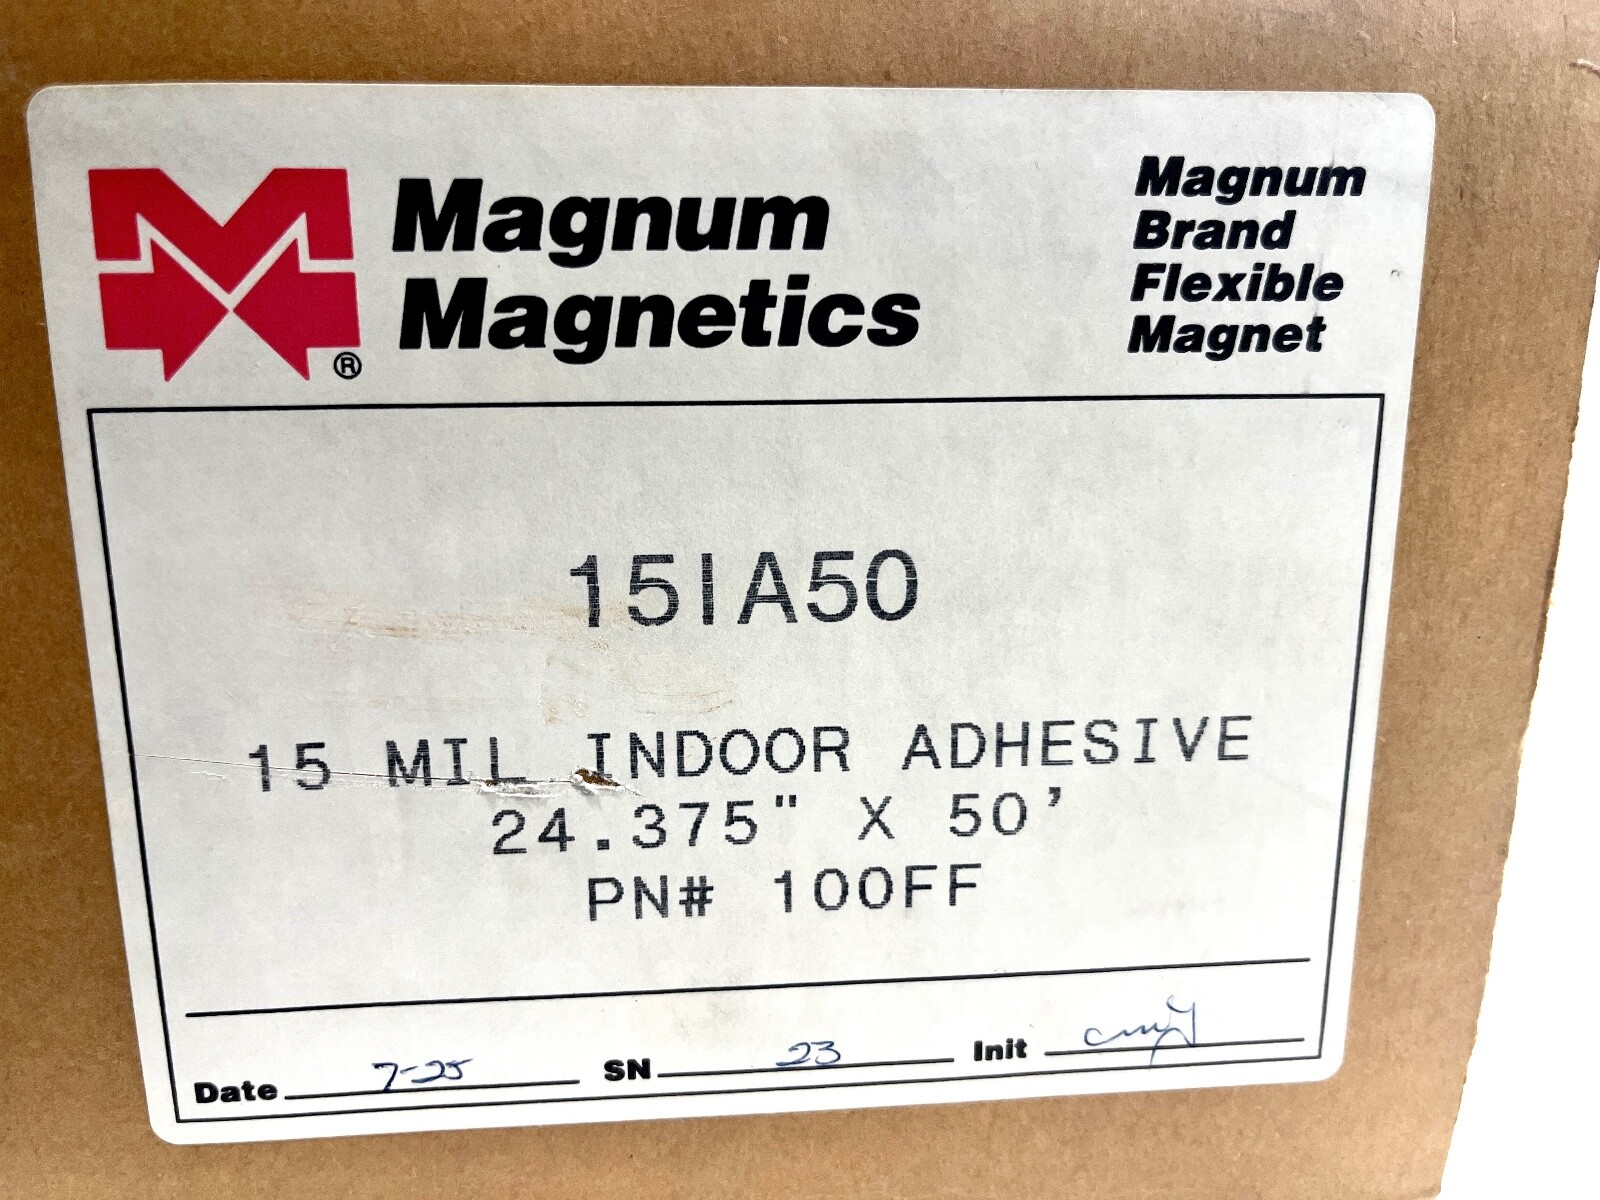 Magnum
Magnetics
®
Magnum
Brand
Flexible
Magnet
15IA50
15 MIL INDOOR ADHESIVE
24.375" X 50'
PN# 100FF
Date 7-25 SN 23 Init